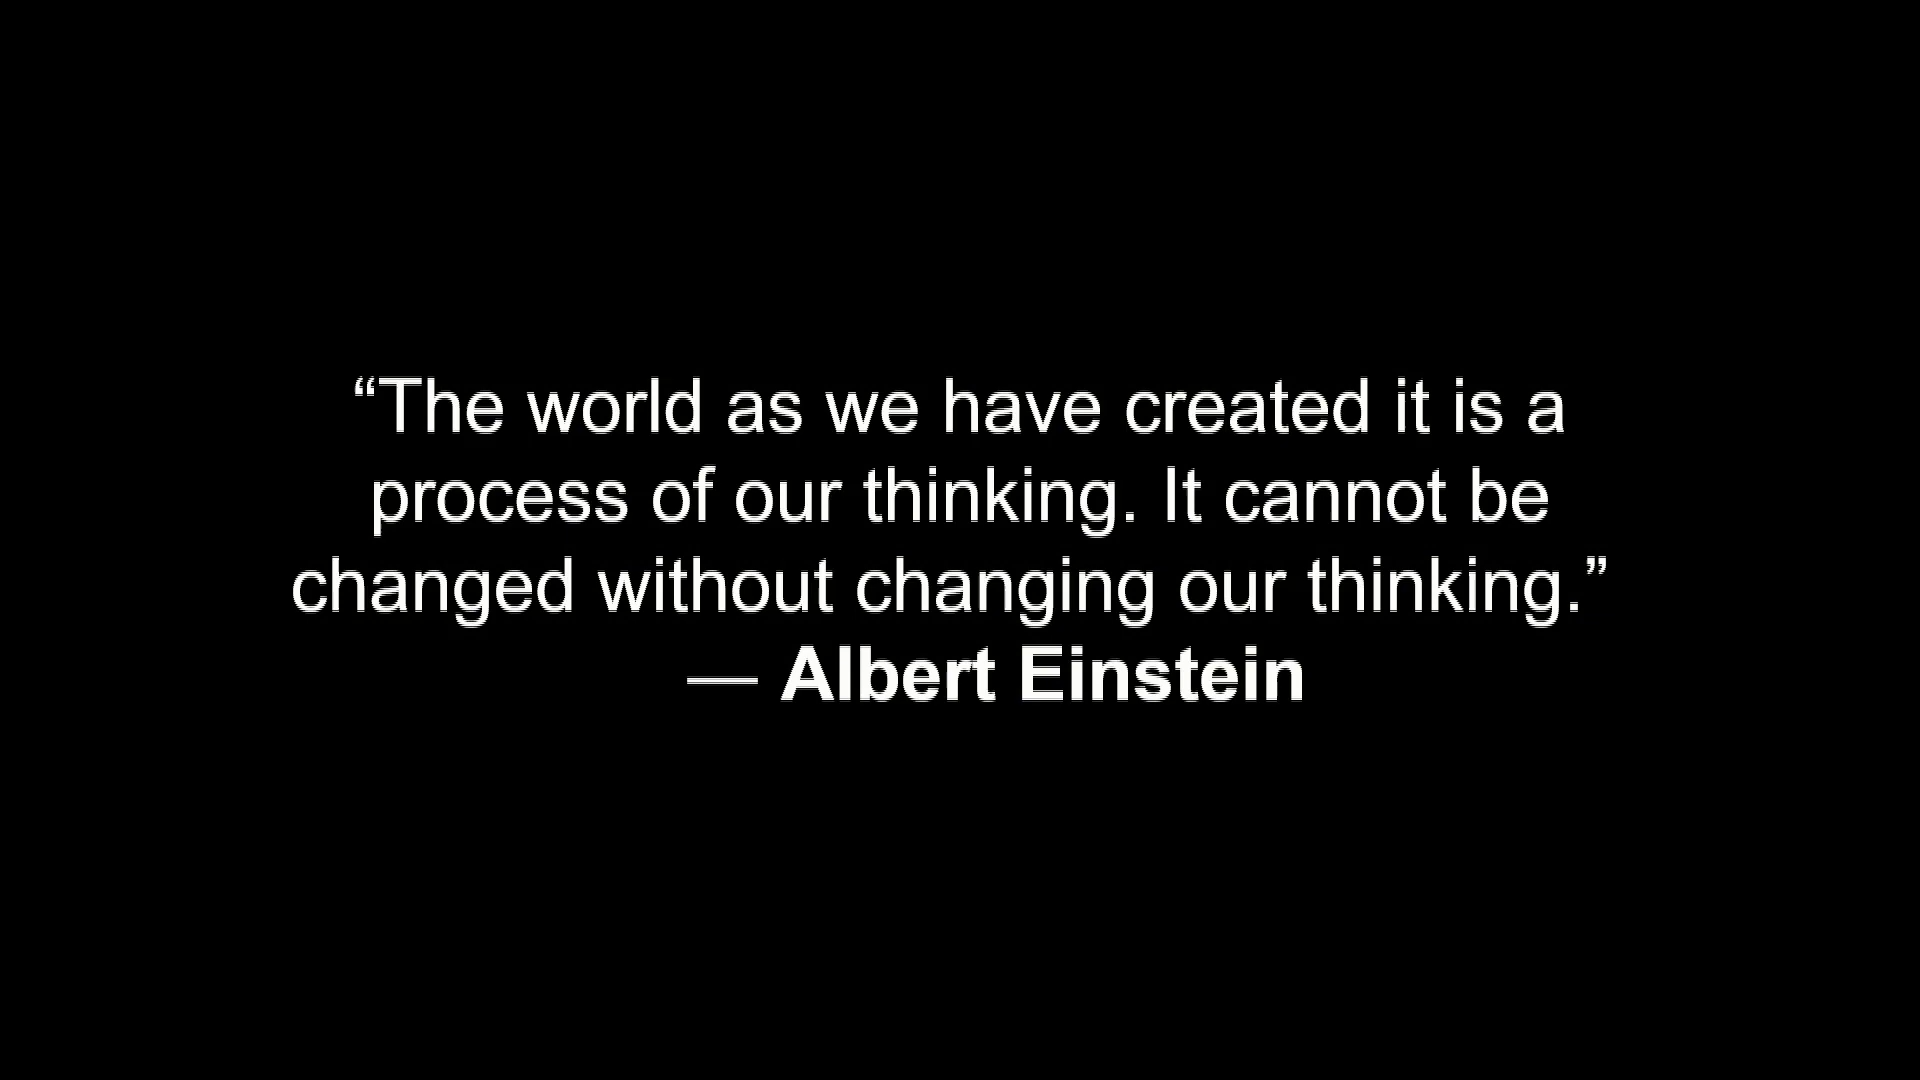 “The world as we have created it is a
process of our thinking. It cannot be
changed without changing our thinking.”
— Albert Einstein